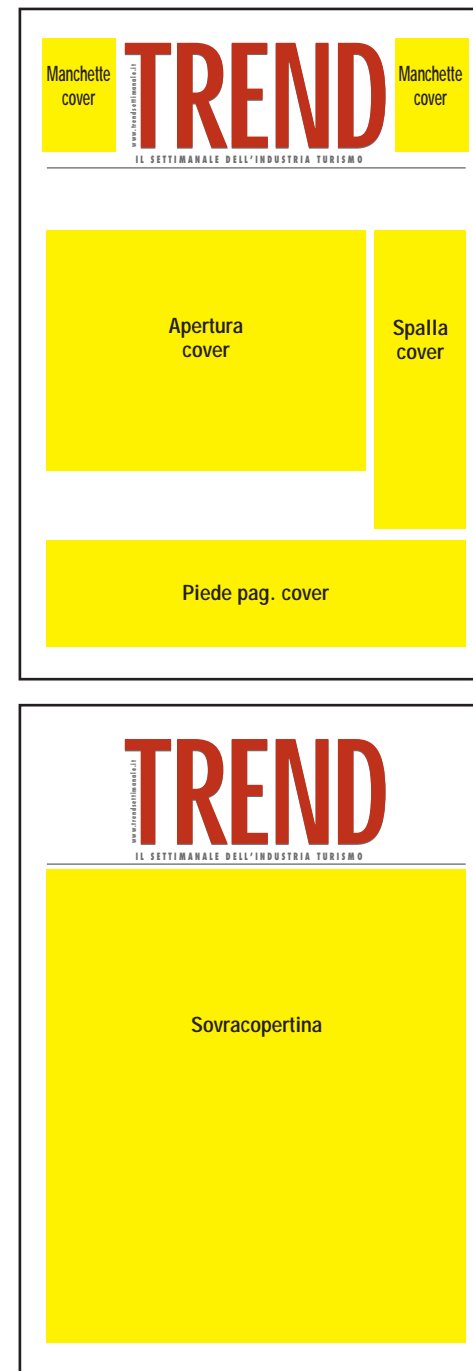 Manchette
cover
www.trendsettimanale.it
TREND
Manchette
cover
IL SETTIMANALE DELL'INDUSTRIA TURISMO
Apertura
cover
Spalla
cover
Piede pag. cover
www.trendsettimanale.it
TREND
IL SETTIMANALE DELL'INDUSTRIA TURISMO
Sovracopertina